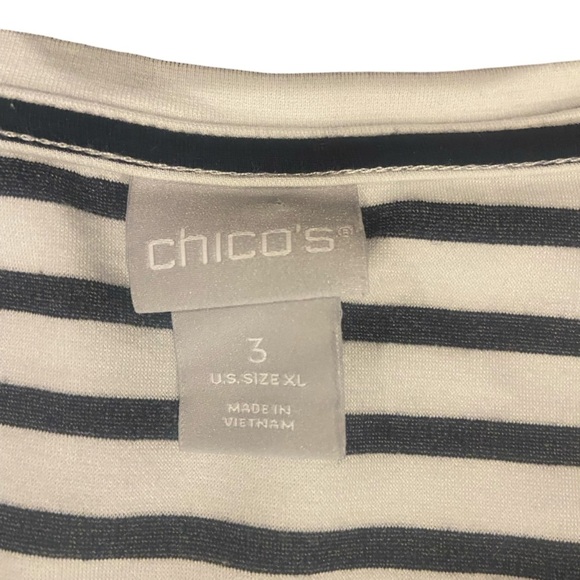 chico's®
3
U.S. SIZE XL
MADE IN
VIETNAM